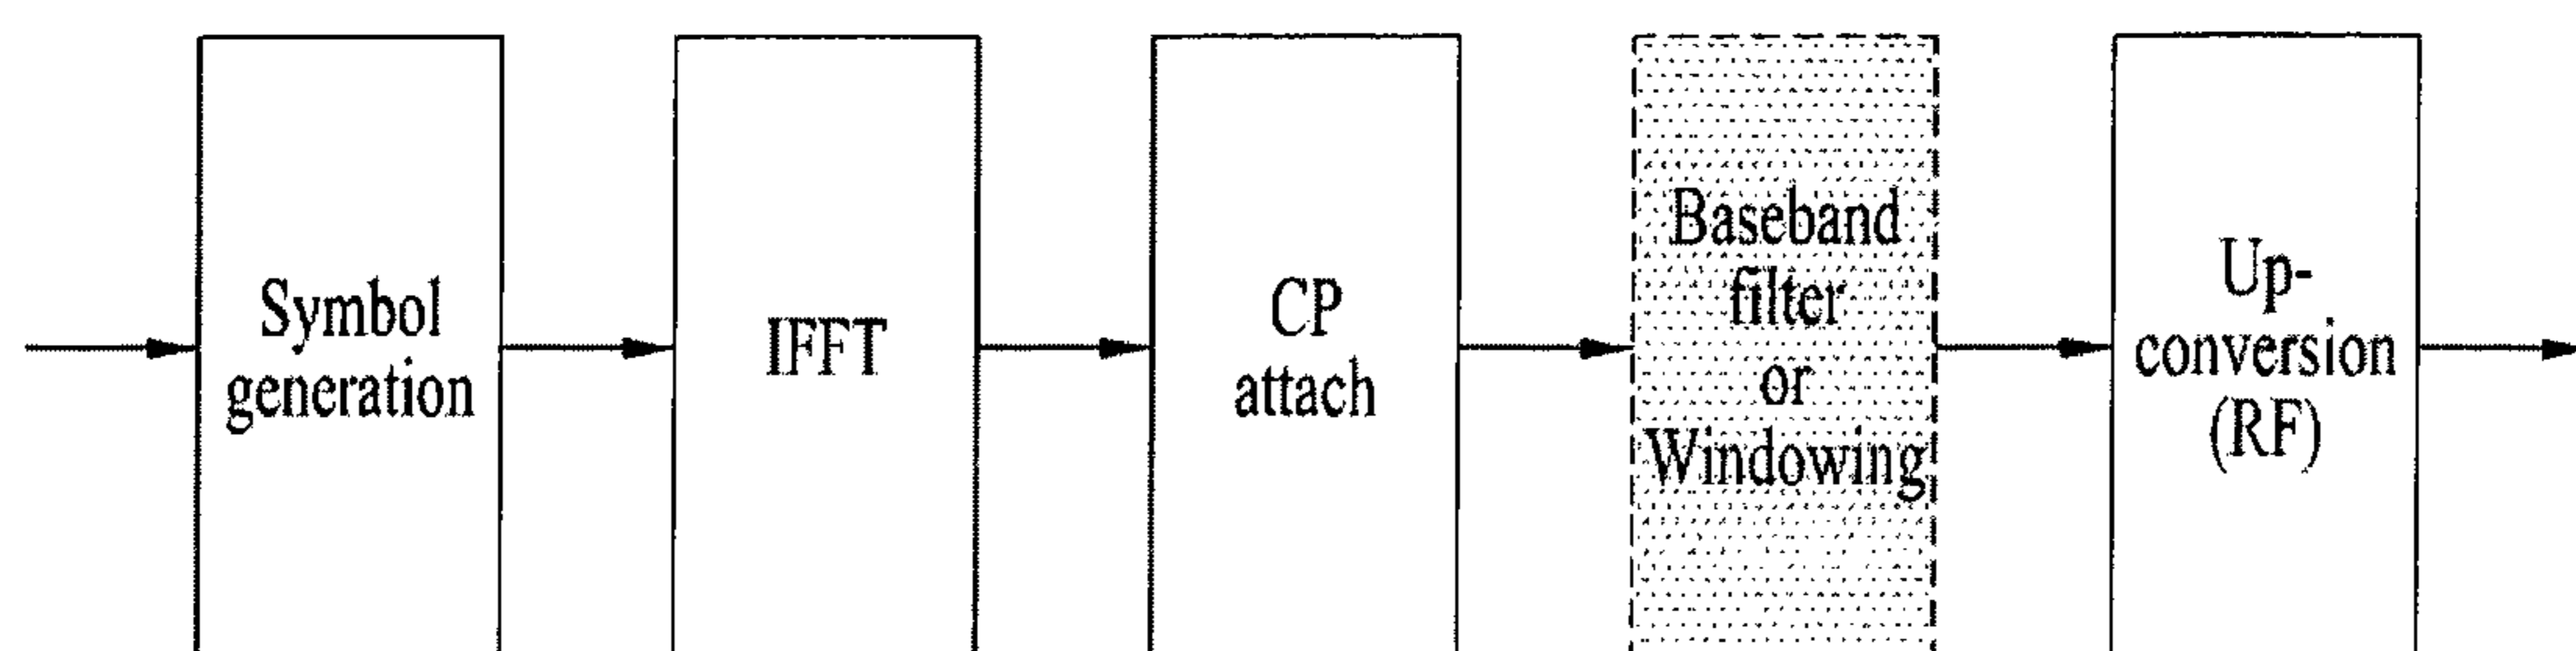 Symbol
generation
IFFT
CP
attach
Baseband
filter
or
Windowing
Up-
conversion
(RF)